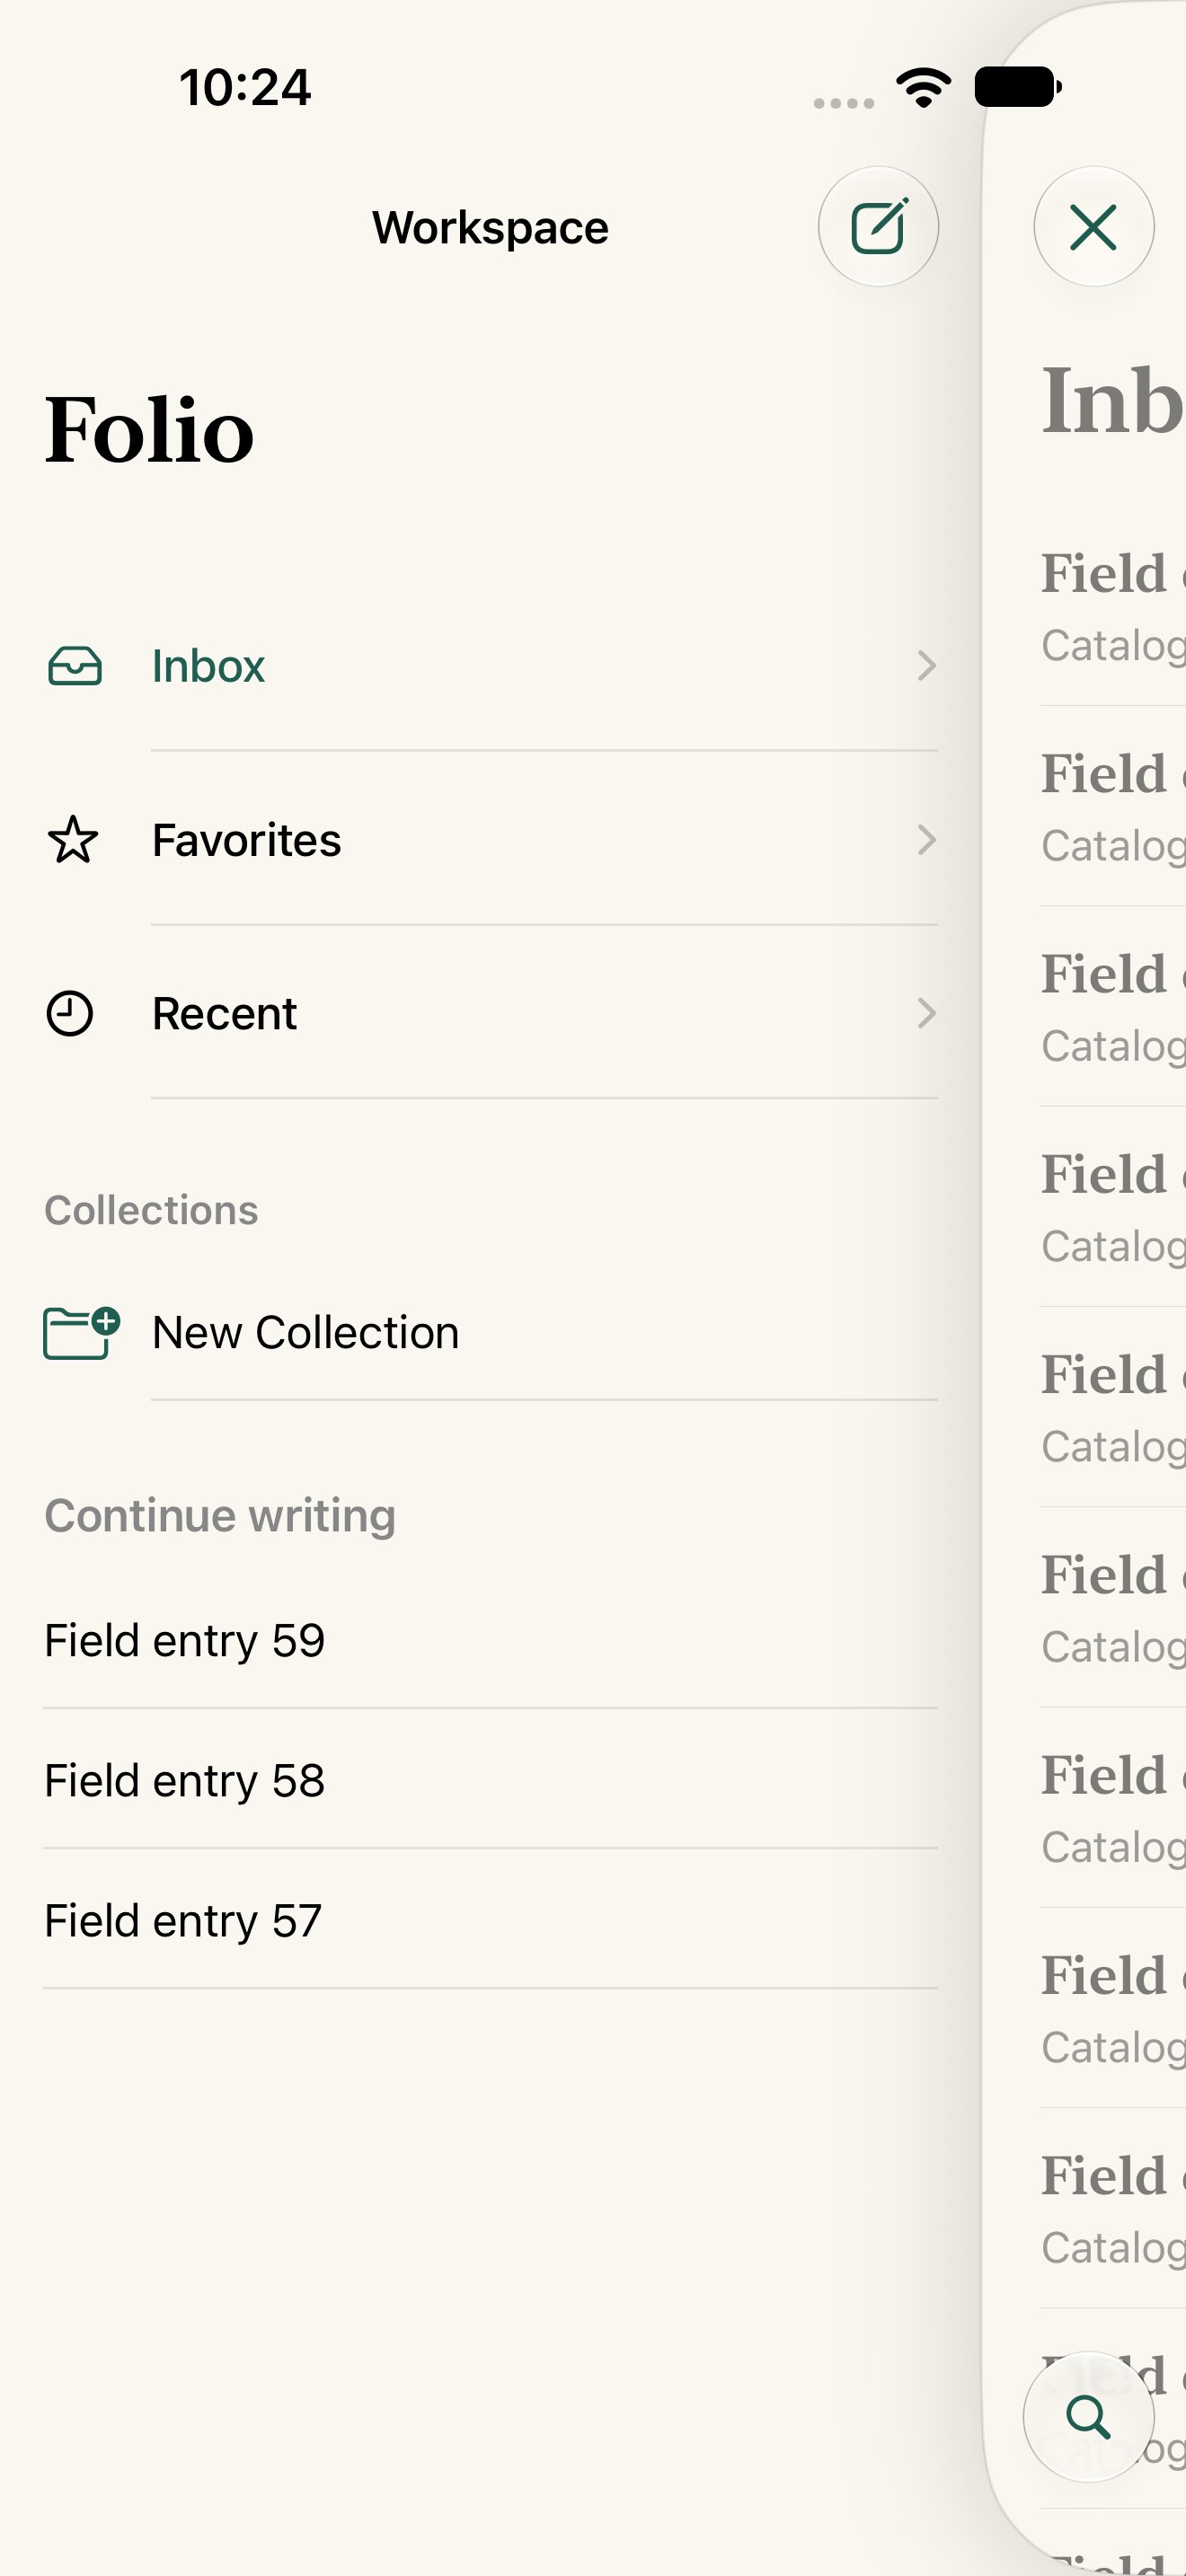 10:24
Workspace
Folio
Inbox
Favorites
Recent
Collections
New Collection
Continue writing
Field entry 59
Field entry 58
Field entry 57
Inb
Field
Catalog
Field
Catalog
Field
Catalog
Field
Catalog
Field
Catalog
Field
Catalog
Field
Catalog
Field
Catalog
Field
Catalog